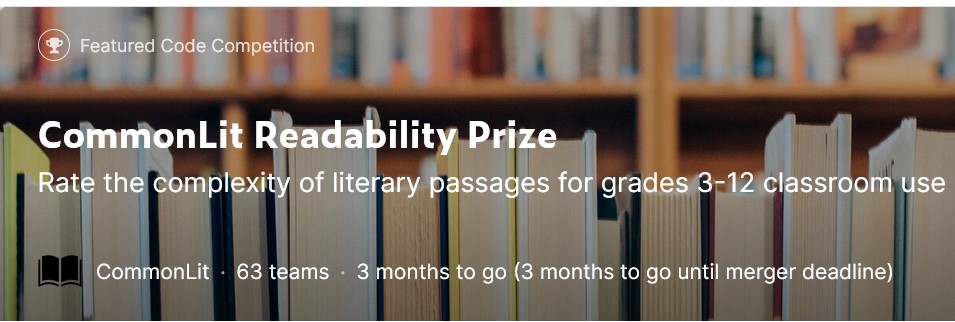 Featured Code Competition
CommonLit Readability Prize
Rate the complexity of literary passages for grades 3-12 classroom use
CommonLit · 63 teams · 3 months to go (3 months to go until merger deadline)